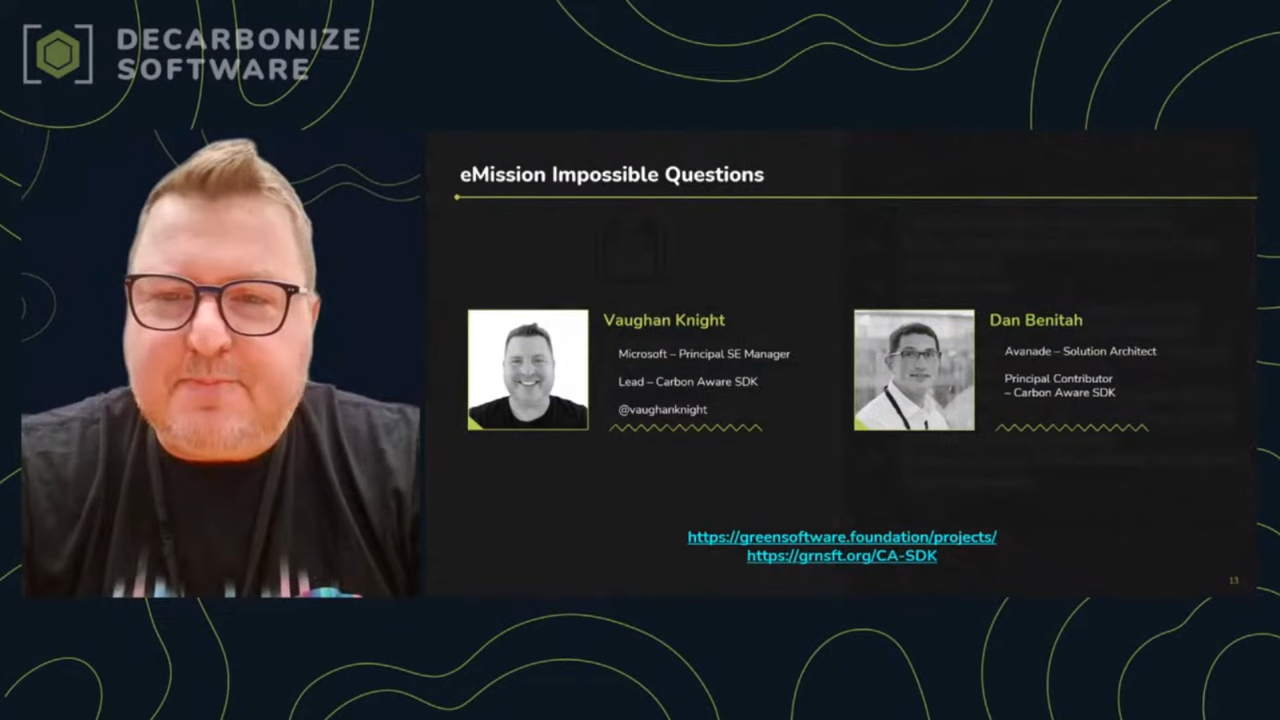 DECARBONIZE
SOFTWARE
eMission Impossible Questions
Vaughan Knight
Microsoft – Principal SE Manager
Lead – Carbon Aware SDK
@vaughanknight
Dan Benitah
Avanade – Solution Architect
Principal Contributor
– Carbon Aware SDK
https://greensoftware.foundation/projects/
https://grnsft.org/CA-SDK
13